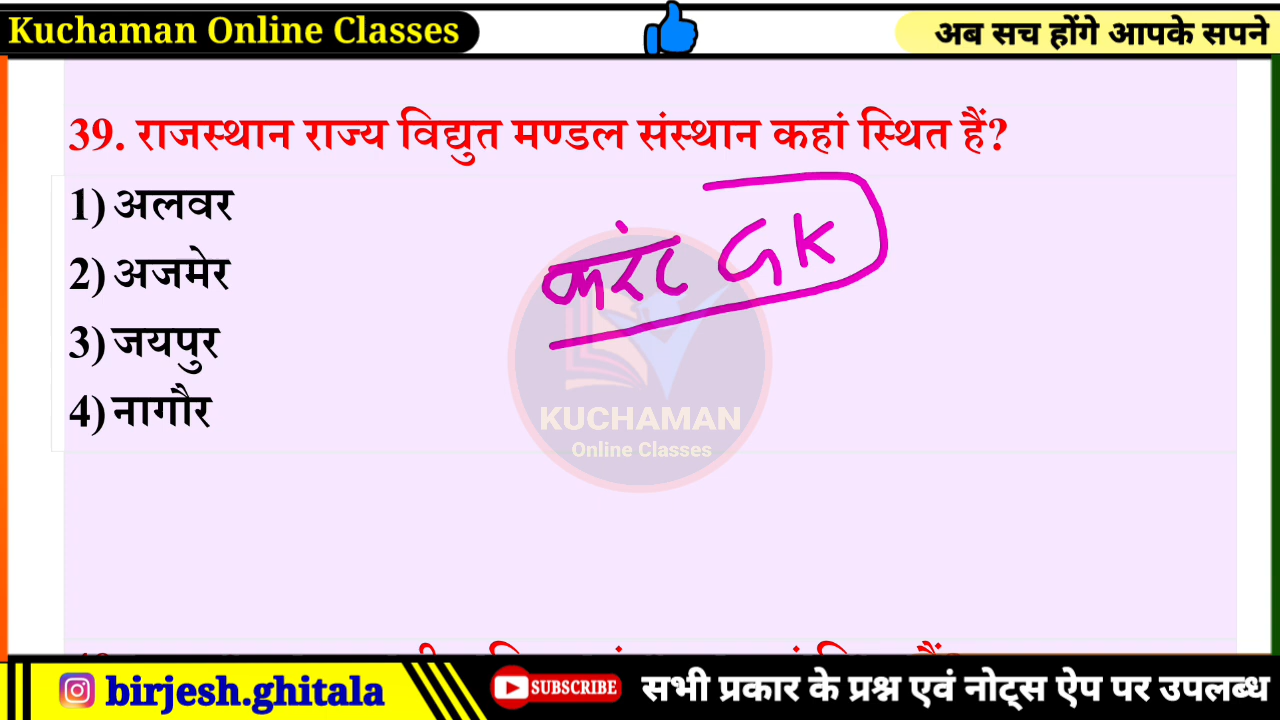 Kuchaman Online Classes
अब सच होंगे आपके सपने
39. राजस्थान राज्य विद्युत मण्डल संस्थान कहां स्थित हैं?
1) अलवर
2) अजमेर
3) जयपुर
4) नागौर
करंट GK
KUCHAMAN
Online Classes
birjesh.ghitala
SUBSCRIBE
सभी प्रकार के प्रश्न एवं नोट्स ऐप पर उपलब्ध